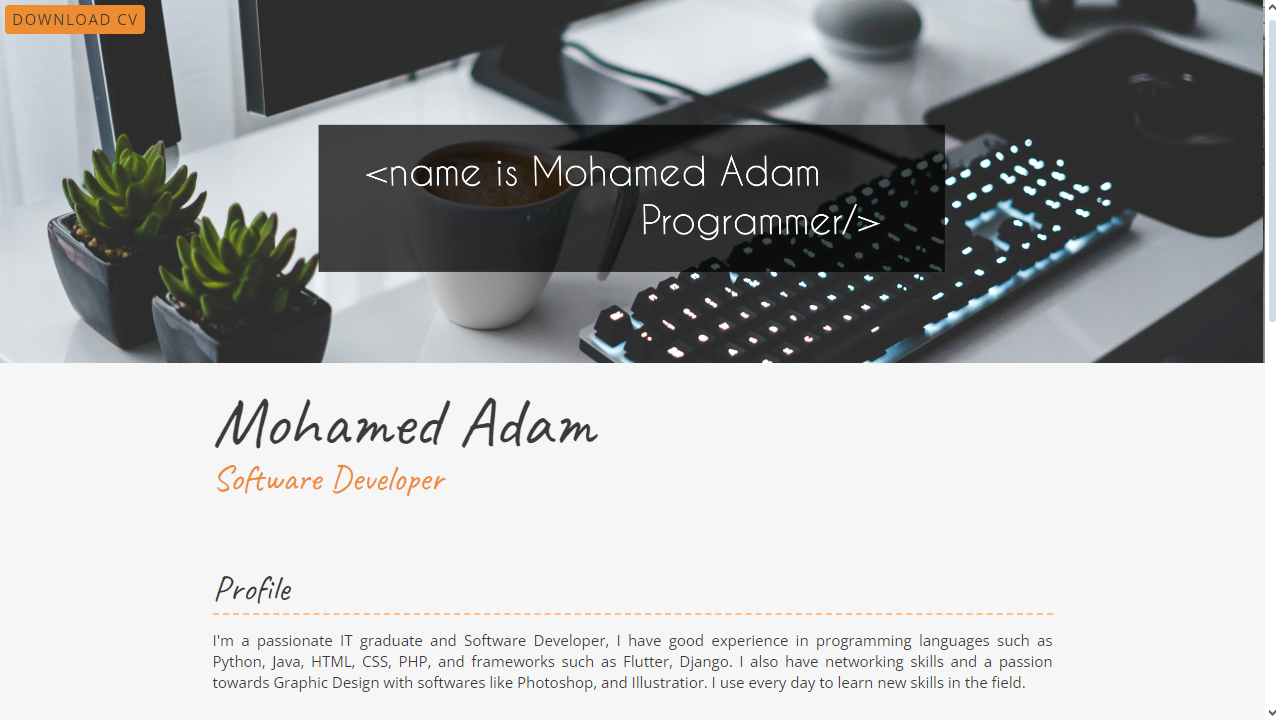 DOWNLOAD CV
<name is Mohamed Adam
Programmer/>
Mohamed Adam
Software Developer
Profile
I'm a passionate IT graduate and Software Developer, I have good experience in programming languages such as
Python, Java, HTML, CSS, PHP, and frameworks such as Flutter, Django. I also have networking skills and a passion
towards Graphic Design with softwares like Photoshop, and Illustratior. I use every day to learn new skills in the field.